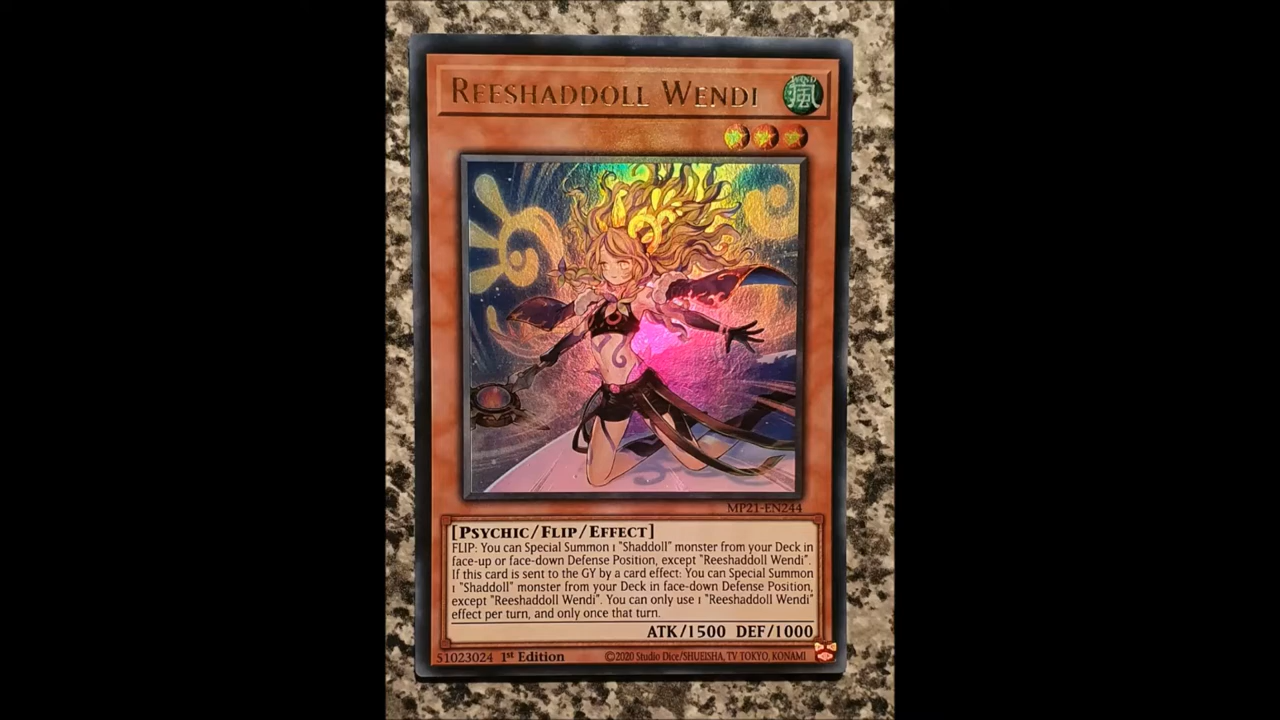 REESHADDOLL WENDI
WIND
風
MP21-EN244
[PSYCHIC/FLIP/EFFECT]
FLIP: You can Special Summon 1 "Shaddoll" monster from your Deck in
face-up or face-down Defense Position, except "Reeshaddoll Wendi".
If this card is sent to the GY by a card effect: You can Special Summon
1 "Shaddoll" monster from your Deck in face-down Defense Position,
except "Reeshaddoll Wendi". You can only use 1 "Reeshaddoll Wendi"
effect per turn, and only once that turn.
ATK/1500 DEF/1000
51023024 1st Edition ©2020 Studio Dice/SHUEISHA, TV TOKYO, KONAMI